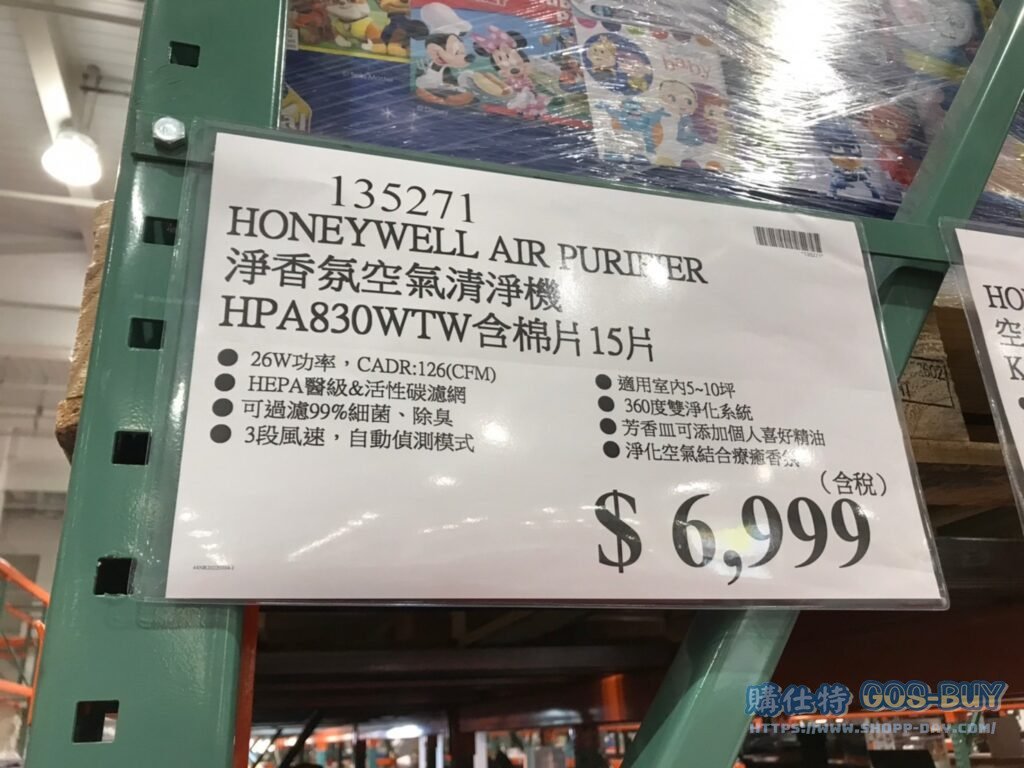 135271
HONEYWELL AIR PURIFIER
淨香氛空氣清淨機
HPA830WTW含棉片15片
● 26W功率，CADR:126(CFM)
● HEPA醫級&活性碳濾網
● 可過濾99%細菌、除臭
● 3段風速，自動偵測模式
● 適用室內5~10坪
● 360度雙淨化系統
● 芳香皿可添加個人喜好精油
● 淨化空氣結合療癒香氛
（含稅）
$ 6,999
HO
空
K
baby
購仕特 GOS-BUY
HTTPS://WWW.SHOPP-DAY.COM/